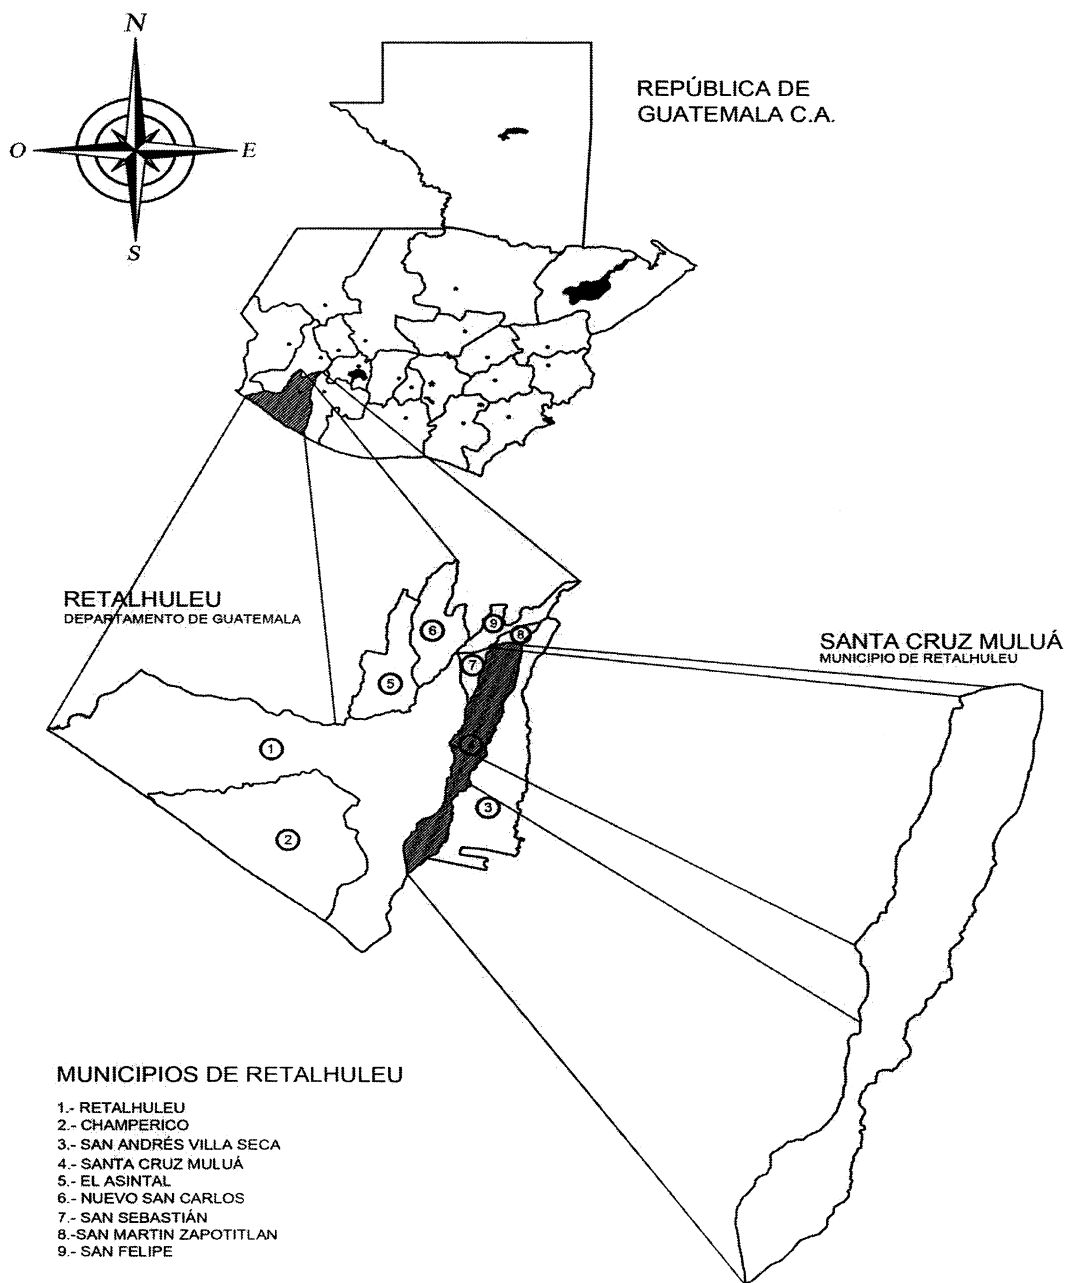 N
O
E
S
REPÚBLICA DE
GUATEMALA C.A.
RETALHULEU
DEPARTAMENTO DE GUATEMALA
SANTA CRUZ MULUÁ
MUNICIPIO DE RETALHULEU
9
8
6
7
5
1
4
3
2
MUNICIPIOS DE RETALHULEU
1.- RETALHULEU
2.- CHAMPERICO
3.- SAN ANDRÉS VILLA SECA
4.- SANTA CRUZ MULUÁ
5.- EL ASINTAL
6.- NUEVO SAN CARLOS
7.- SAN SEBASTIÁN
8.-SAN MARTIN ZAPOTITLAN
9.- SAN FELIPE